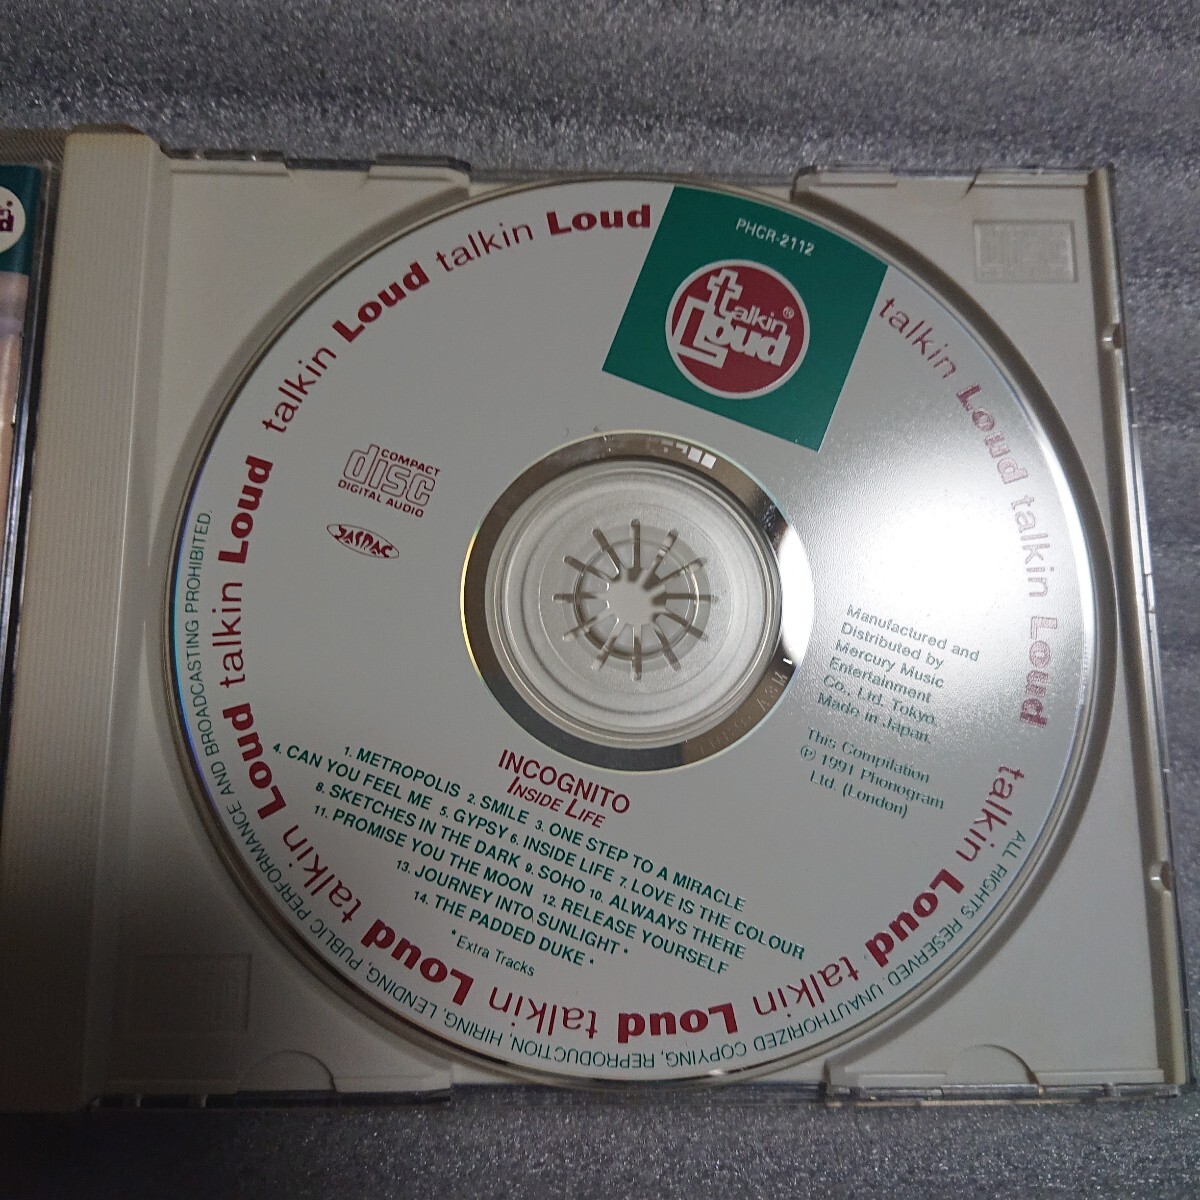 PHCR-2112
talkin Loud ®
talkin Loud talkin Loud talkin Loud talkin Loud talkin Loud talkin Loud talkin Loud talkin Loud talkin Loud talkin Loud
COMPACT
disc
DIGITAL AUDIO
JASRAC
Manufactured and
Distributed by
Mercury Music
Entertainment
Co., Ltd. Tokyo.
Made in Japan.
This Compilation
℗ 1991 Phonogram
Ltd. (London)
INCOGNITO
INSIDE LIFE
1. METROPOLIS 2. SMILE 3. ONE STEP TO A MIRACLE
4. CAN YOU FEEL ME 5. GYPSY 6. INSIDE LIFE 7. LOVE IS THE COLOUR
8. SKETCHES IN THE DARK 9. SOHO 10. ALWAAYS THERE
11. PROMISE YOU THE MOON 12. RELEASE YOURSELF
13. JOURNEY INTO SUNLIGHT *
14. THE PADDED DUKE *
* Extra Tracks
ALL RIGHTS RESERVED. UNAUTHORIZED COPYING, REPRODUCTION, HIRING, LENDING, PUBLIC PERFORMANCE AND BROADCASTING PROHIBITED.